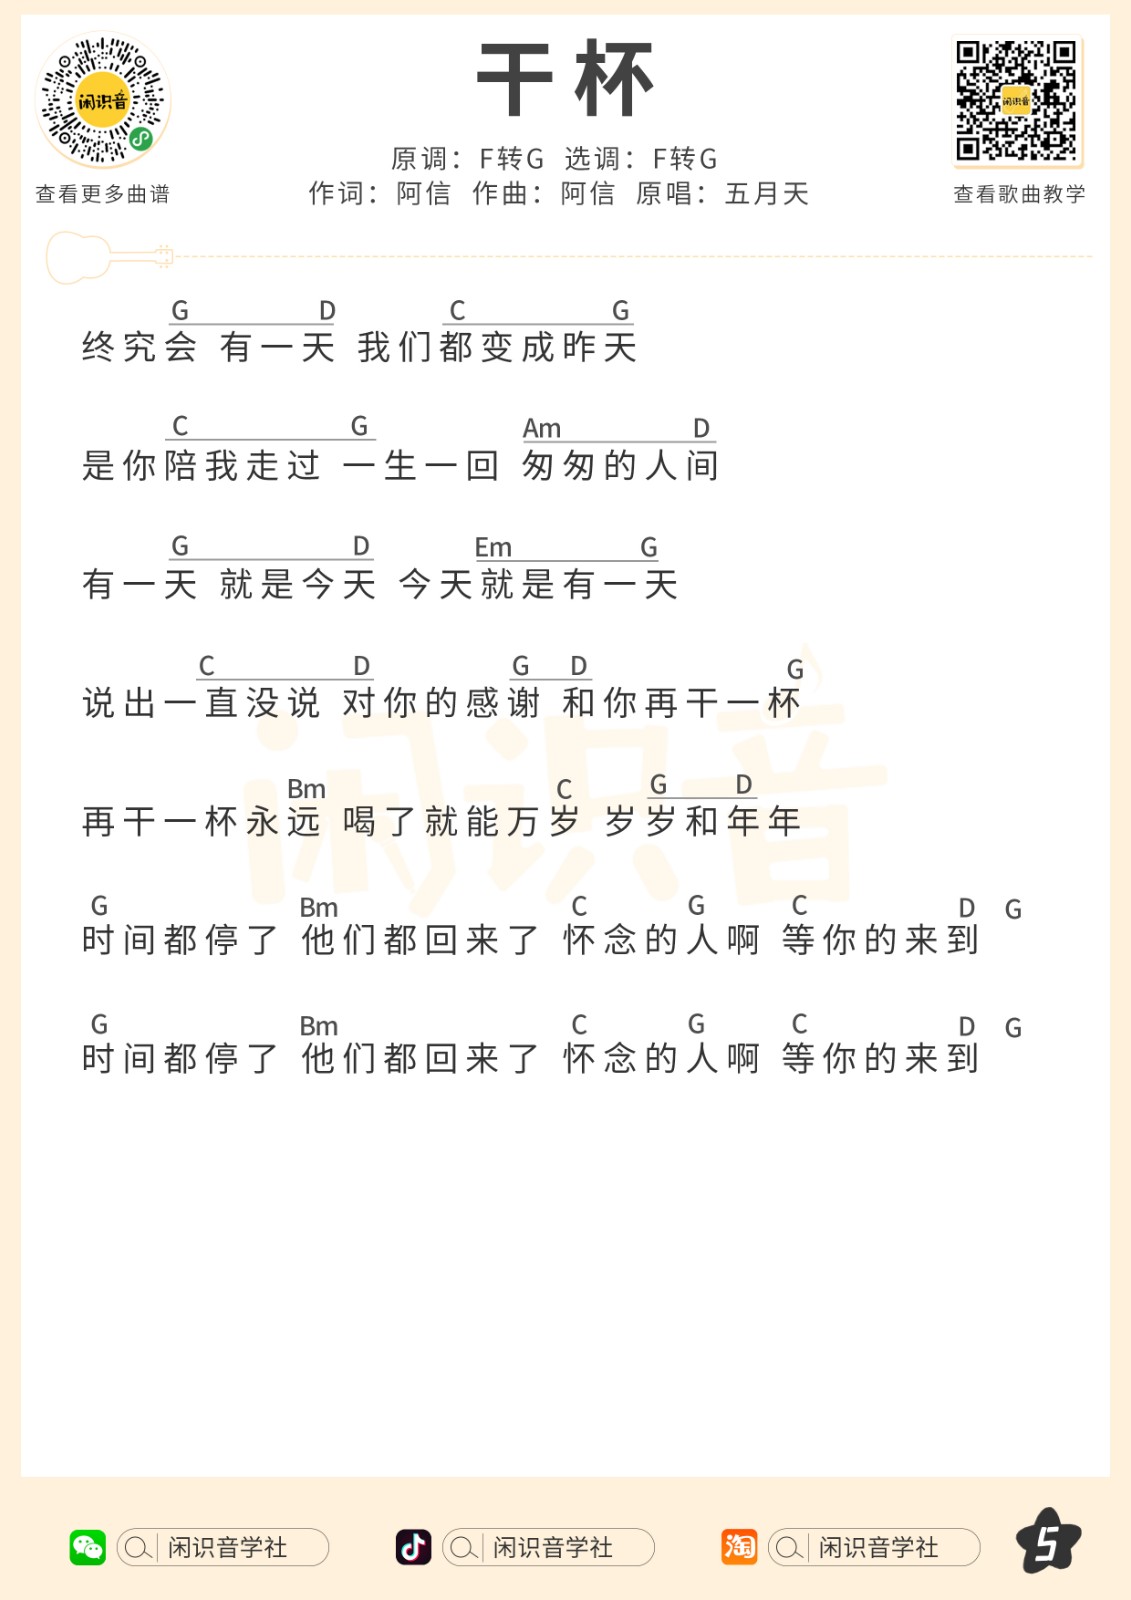 干杯
原调：F转G 选调：F转G
作词：阿信 作曲：阿信 原唱：五月天
闲识音
查看更多曲谱
闲识音
查看歌曲教学
G D C G
终究会 有一天 我们都变成昨天
C G Am D
是你陪我走过 一生一回 匆匆的人间
G D Em G
有一天 就是今天 今天就是有一天
C D G D G
说出一直没说 对你的感谢 和你再干一杯
Bm C G D
再干一杯永远 喝了就能万岁 岁岁和年年
G Bm C G C D G
时间都停了 他们都回来了 怀念的人啊 等你的来到
G Bm C G C D G
时间都停了 他们都回来了 怀念的人啊 等你的来到
闲识音
闲识音学社
闲识音学社
淘 闲识音学社
5